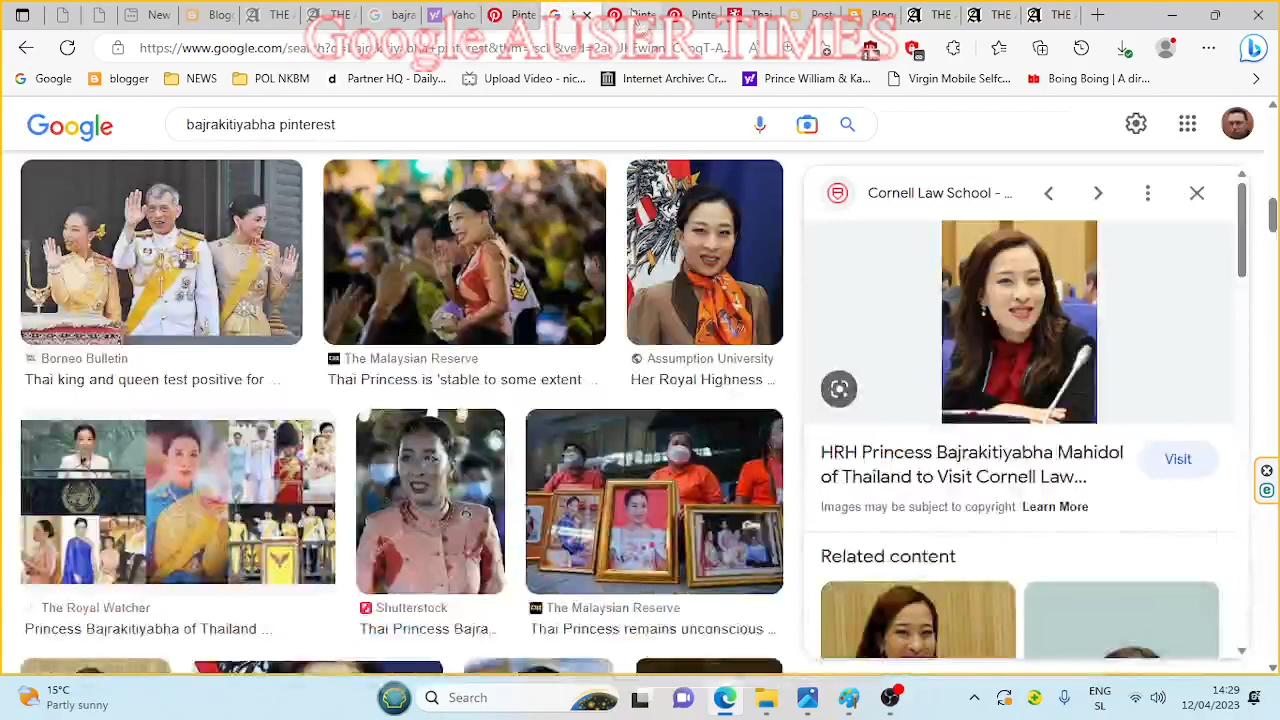 New
Blog
THE
THE
bajra
Yaho
Pinte
Pinte
Pinte
Thai
Post
Blog
THE
THE
THE
Google AUSER TIMES
Google
blogger
NEWS
POL NKBM
Partner HQ - Daily...
Upload Video - nic...
Internet Archive: Cr...
Prince William & Ka...
Virgin Mobile Selfc...
Boing Boing | A dir...
Google
bajrakitiyabha pinterest
Cornell Law School - ...
Borneo Bulletin
Thai king and queen test positive for ...
The Malaysian Reserve
Thai Princess is 'stable to some extent ...
Assumption University
Her Royal Highness ...
HRH Princess Bajrakitiyabha Mahidol
of Thailand to Visit Cornell Law...
Visit
Images may be subject to copyright Learn More
Related content
The Royal Watcher
Princess Bajrakitiyabha of Thailand ...
Shutterstock
Thai Princess Bajra...
The Malaysian Reserve
Thai Princess remains unconscious ...
15°C
Partly sunny
Search
ENG
SL
14:29
12/04/2023